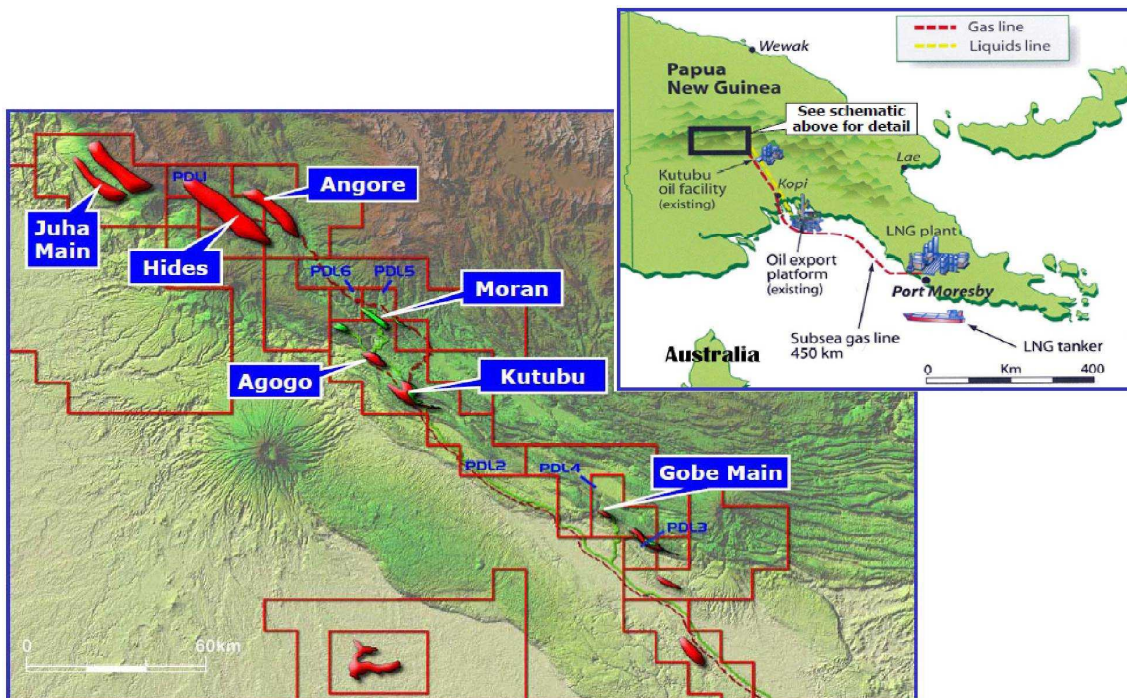 Gas line
Liquids line
Wewak
Papua
New Guinea
See schematic
above for detail
Lae
Kutubu
oil facility
(existing)
Kopi
LNG plant
Oil export
platform
(existing)
Port Moresby
Subsea gas line
450 km
LNG tanker
Australia
0 Km 400
PDL1
Angore
Juha
Main
Hides
PDL6 PDL5
Moran
Agogo
Kutubu
PDL2
PDL4
Gobe Main
PDL3
0 60km